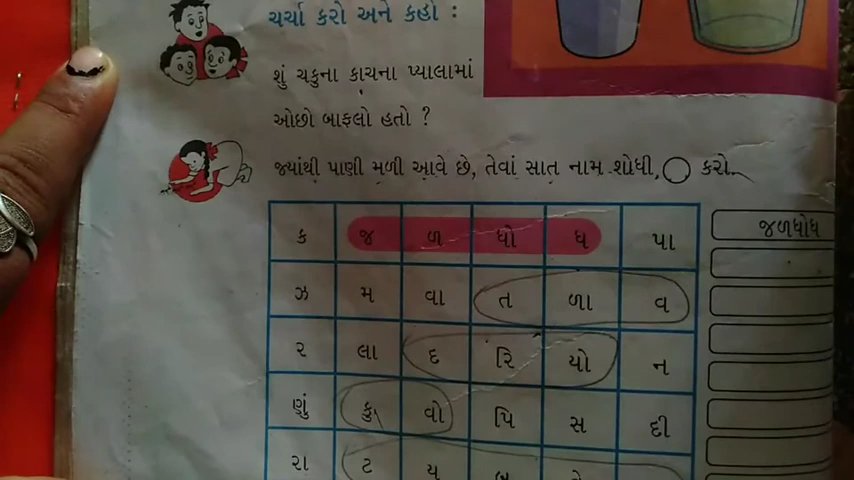 ચર્ચા કરો અને કહો :
શું ચકુના કાચના પ્યાલામાં
ઓછો બાફલો હતો ?
જ્યાંથી પાણી મળી આવે છે, તેવાં સાત નામ શોધી, કરો.
ક જ ળ ધો ધ પા
જળધોધ
ઝ મ વા ત ળા વ
ર લા દ રિ યો ન
ણું કુ વો પિ સ દી
રા ટ યુ